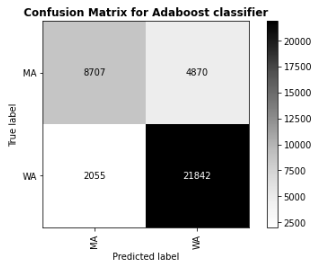 Confusion Matrix for Adaboost classifier
True label
MA
8707
4870
WA
2055
21842
MA
WA
Predicted label
20000
17500
15000
12500
10000
7500
5000
2500